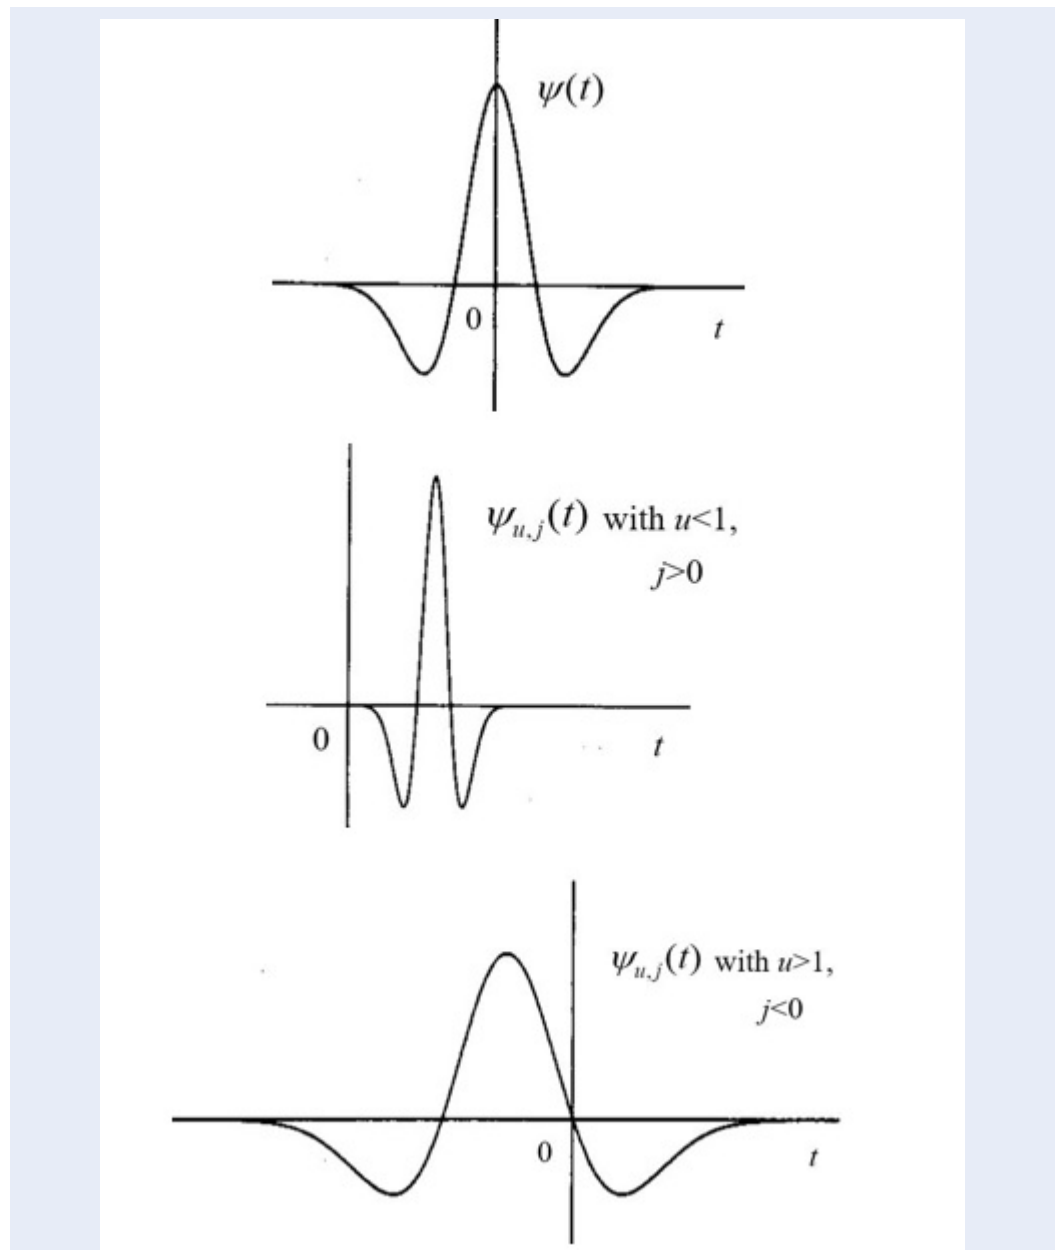 ψ(t)
0
t
ψu,j(t) with u<1,
j>0
0
t
ψu,j(t) with u>1,
j<0
0
t